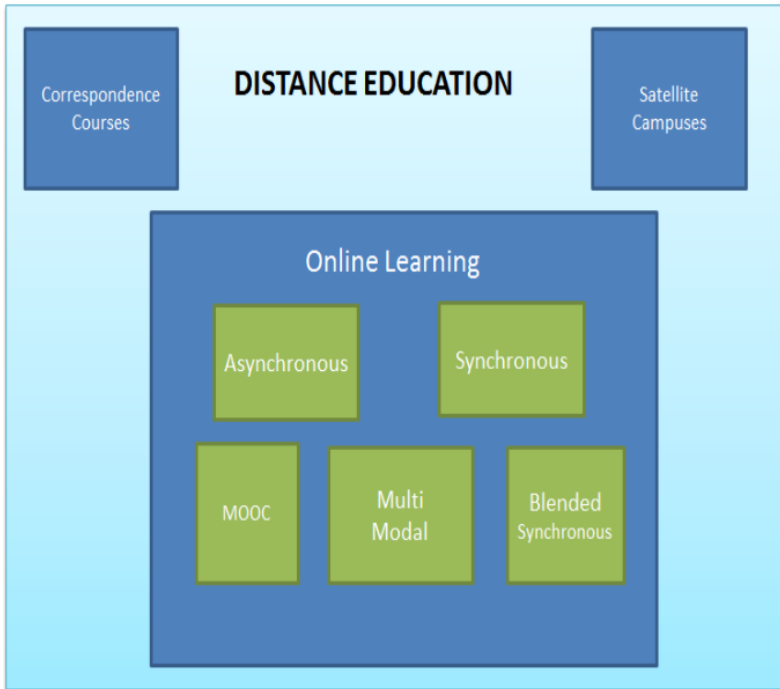 Correspondence
Courses
DISTANCE EDUCATION
Satellite
Campuses
Online Learning
Asynchronous
Synchronous
MOOC
Multi
Modal
Blended
Synchronous